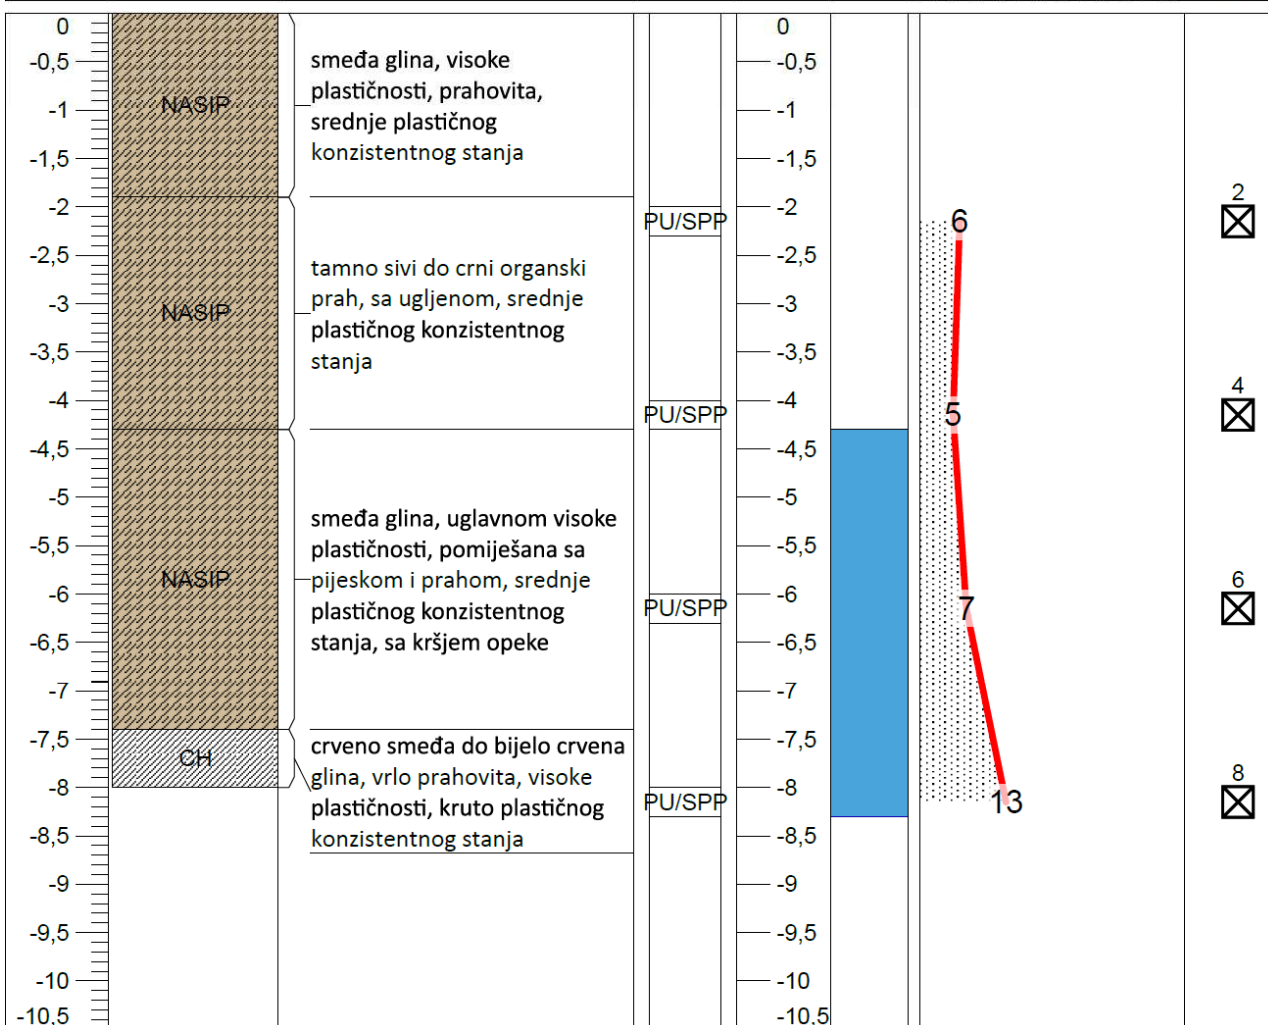 0
-0,5
-1
-1,5
-2
-2,5
-3
-3,5
-4
-4,5
-5
-5,5
-6
-6,5
-7
-7,5
-8
-8,5
-9
-9,5
-10
-10,5
NASIP
NASIP
NASIP
CH
smeđa glina, visoke
plastičnosti, prahovita,
srednje plastičnog
konzistentnog stanja
tamno sivi do crni organski
prah, sa ugljenom, srednje
plastičnog konzistentnog
stanja
smeđa glina, uglavnom visoke
plastičnosti, pomiješana sa
pijeskom i prahom, srednje
plastičnog konzistentnog
stanja, sa kršjem opeke
crveno smeđa do bijelo crvena
glina, vrlo prahovita, visoke
plastičnosti, kruto plastičnog
konzistentnog stanja
PU/SPP
PU/SPP
PU/SPP
PU/SPP
0
-0,5
-1
-1,5
-2
-2,5
-3
-3,5
-4
-4,5
-5
-5,5
-6
-6,5
-7
-7,5
-8
-8,5
-9
-9,5
-10
-10,5
6
5
7
13
2
4
6
8